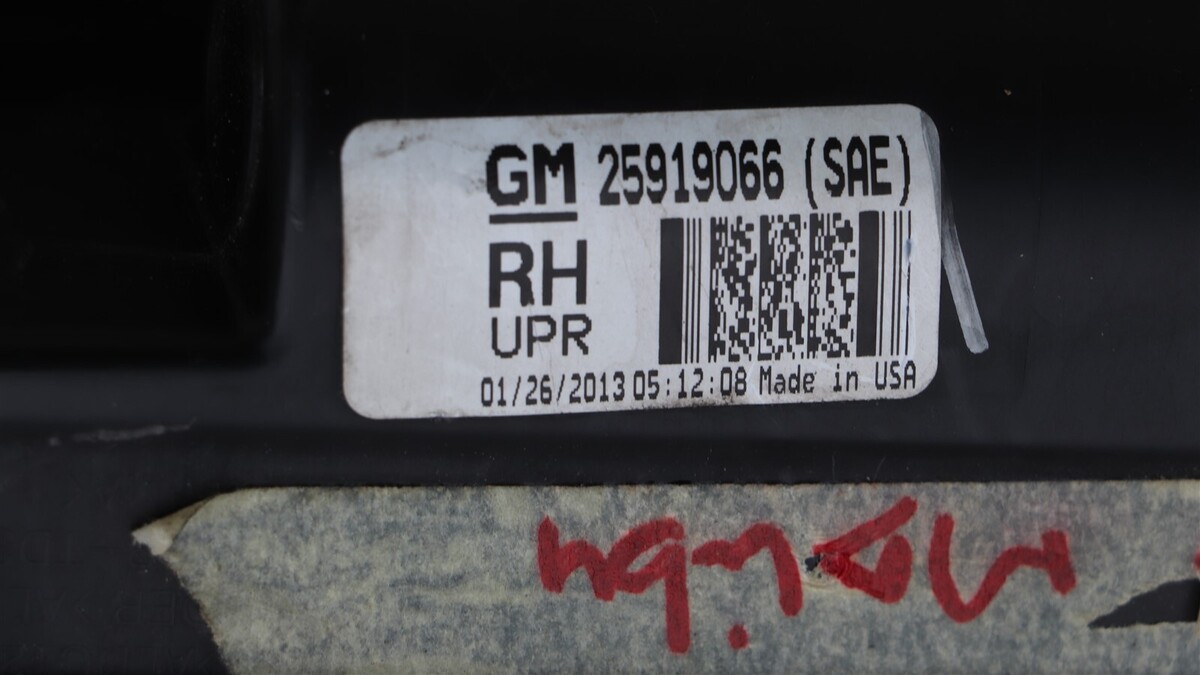 GM 25919066 (SAE)
RH
UPR
01/26/2013 05:12:08 Made in USA